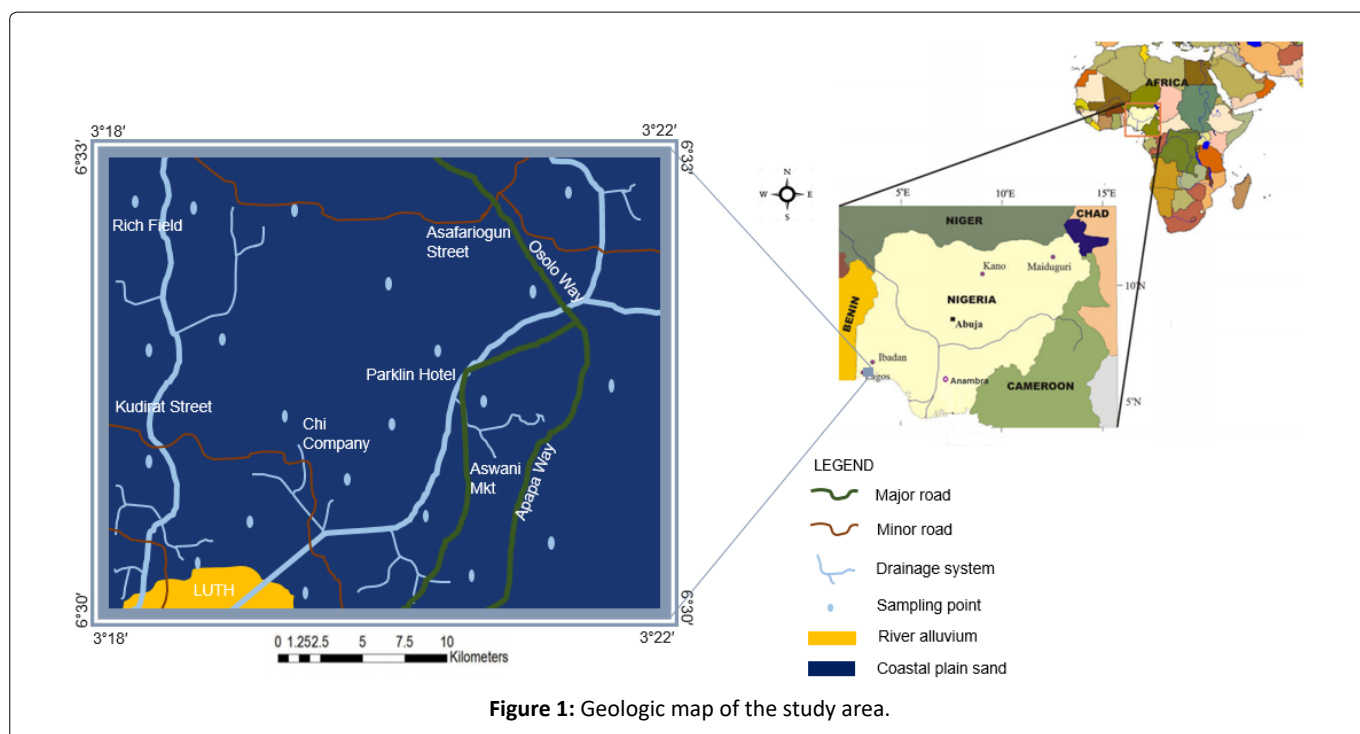 3°18' 3°22'
6°33' 6°33'
Rich Field
Asafariogun
Street
Osolo Way
Parklin Hotel
Kudirat Street
Chi
Company
Aswani
Mkt
Apapa Way
LUTH
6°30' 6°30'
3°18' 3°22'
0 1.252.5 5 7.5 10
Kilometers
AFRICA
N
W E
S
5°E 10°E 15°E
NIGER
CHAD
Kano
Maiduguri
10°N
BENIN
NIGERIA
Abuja
Ibadan
Lagos
Anambra
CAMEROON
5°N
LEGEND
Major road
Minor road
Drainage system
Sampling point
River alluvium
Coastal plain sand
Figure 1: Geologic map of the study area.